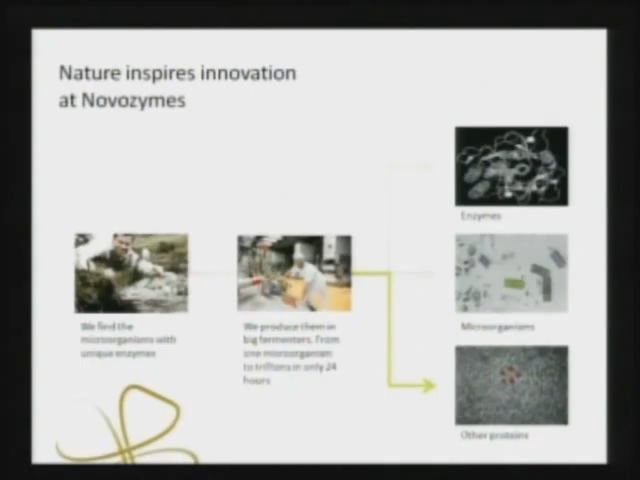 Nature inspires innovation
at Novozymes
Enzymes
We find the
microorganisms with
unique enzymes
We produce them in
big fermenters. From
one microorganism
to trillions in only 24
hours
Microorganisms
Other proteins